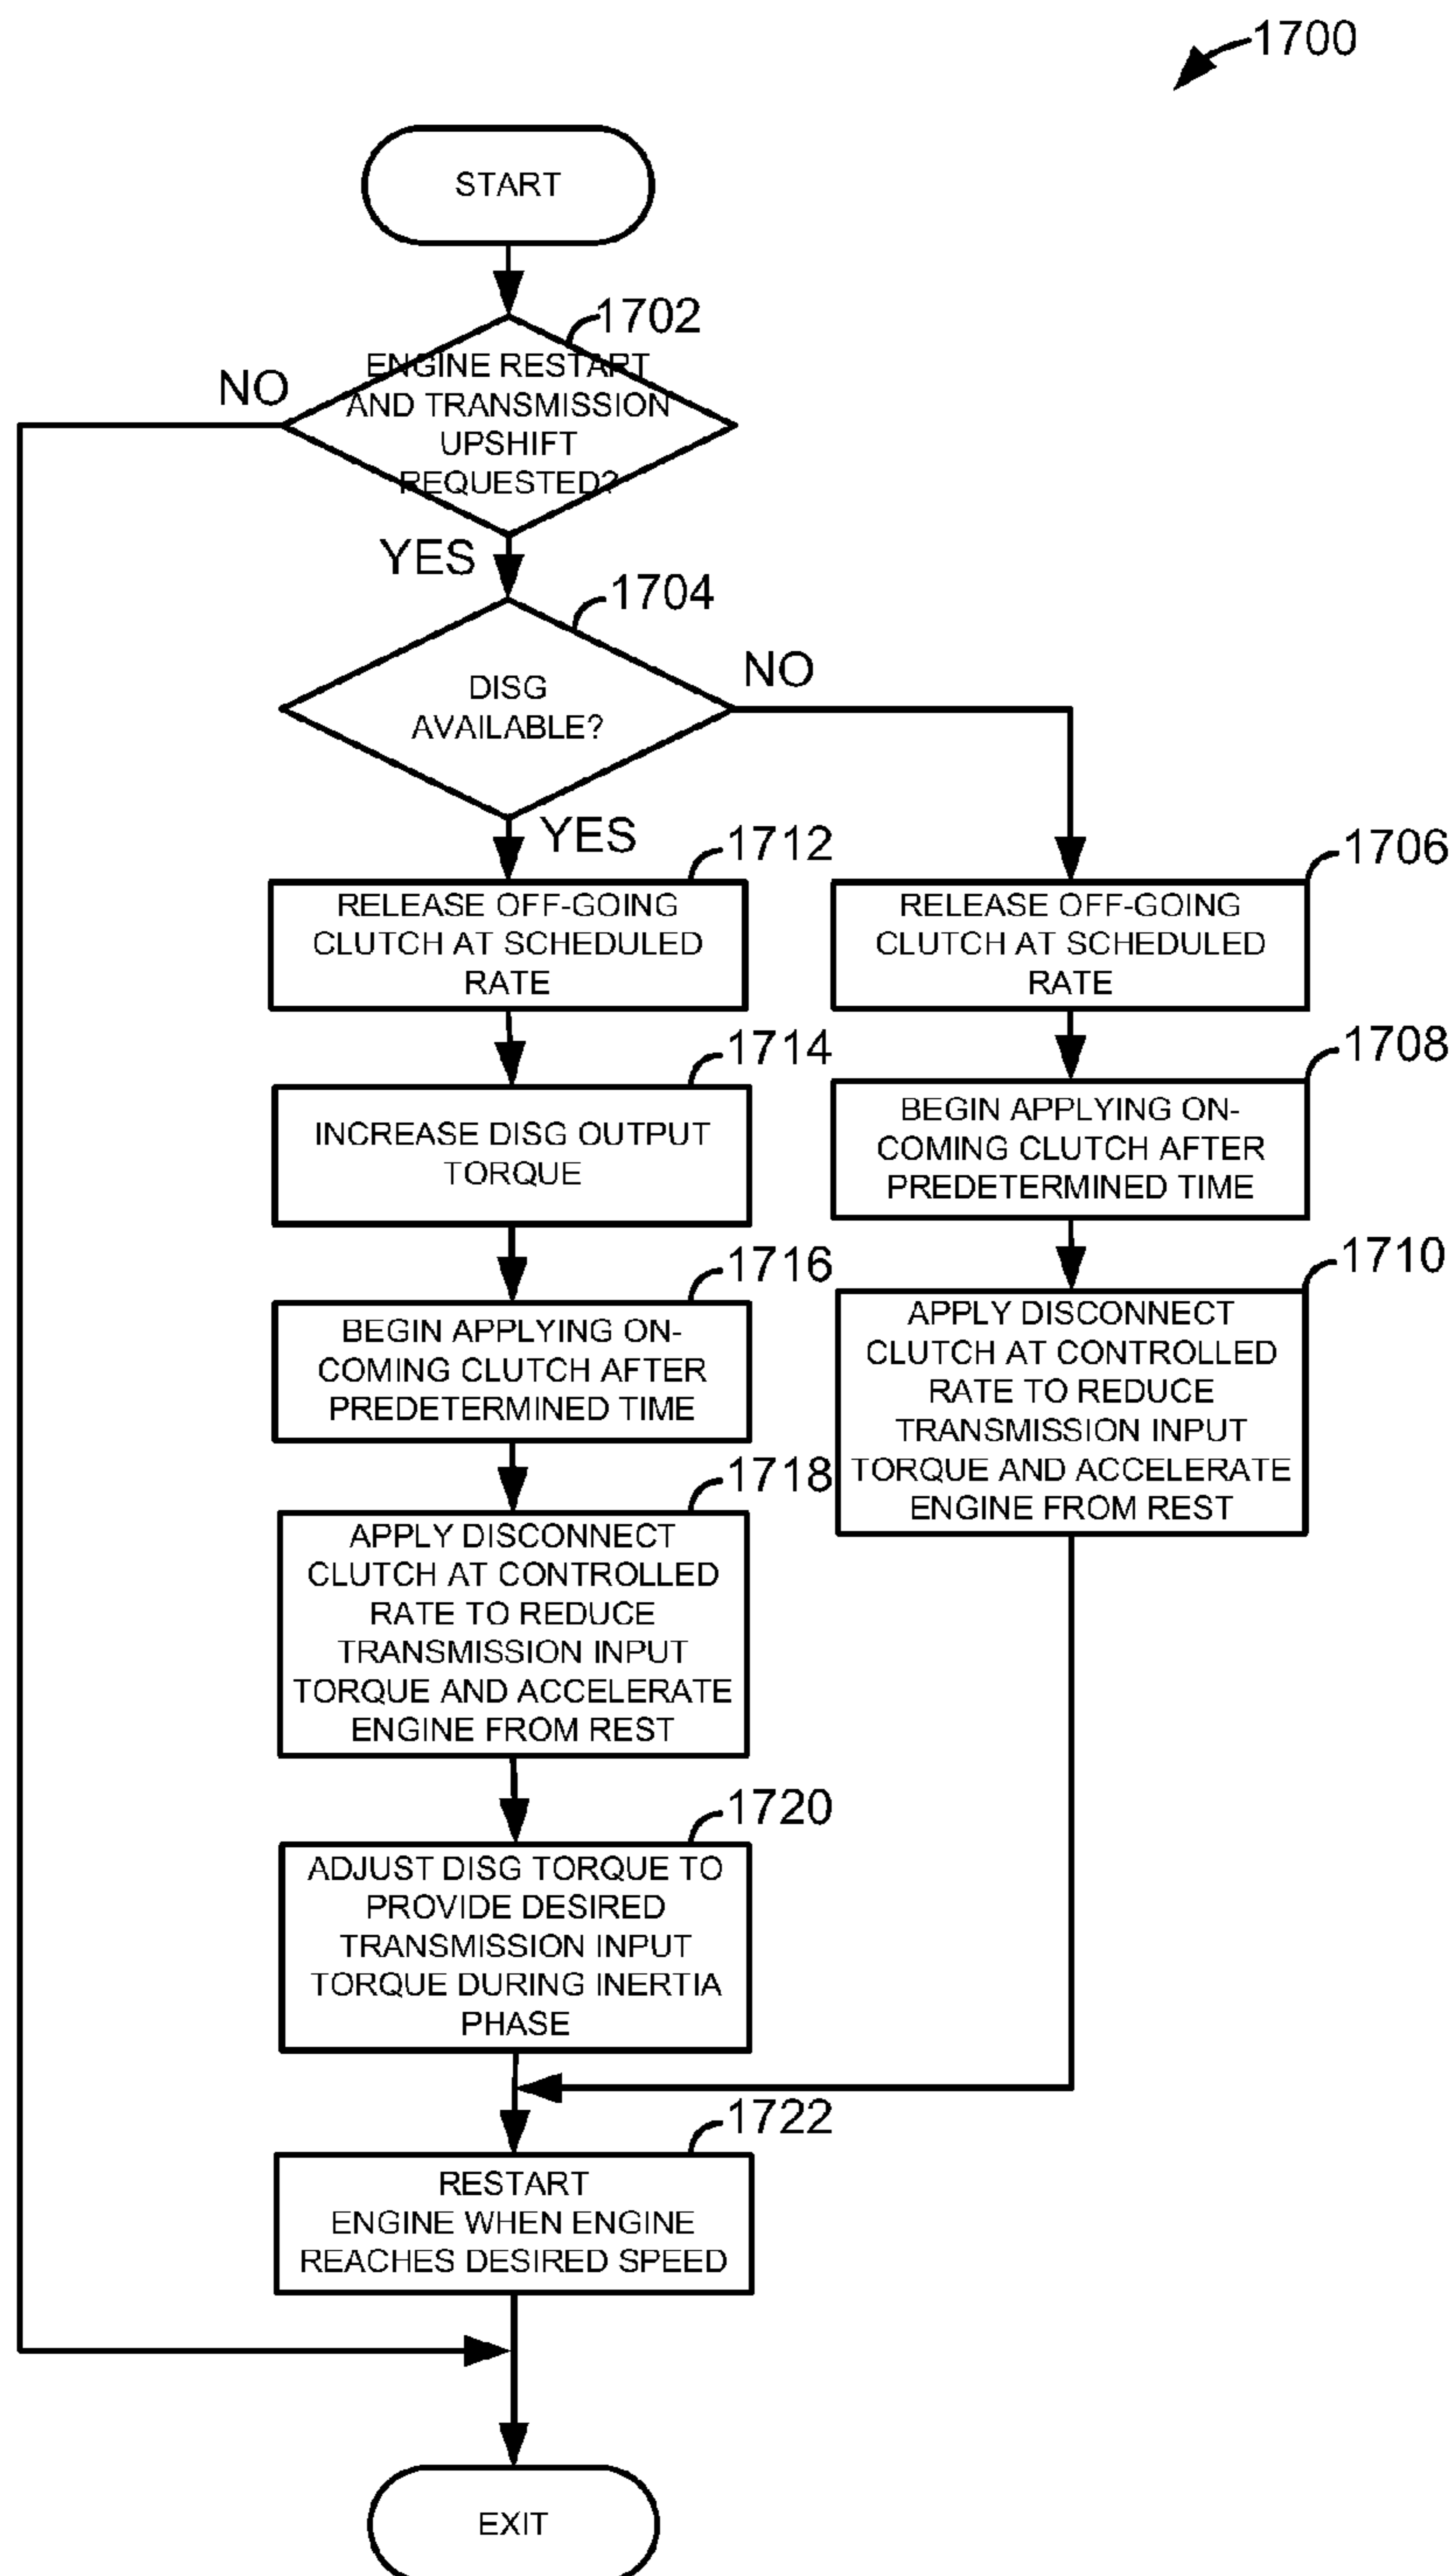 1700
START
1702
ENGINE RESTART
AND TRANSMISSION
UPSHIFT
REQUESTED?
NO
YES
1704
DISG
AVAILABLE?
NO
YES
1712
RELEASE OFF-GOING
CLUTCH AT SCHEDULED
RATE
1706
RELEASE OFF-GOING
CLUTCH AT SCHEDULED
RATE
1714
INCREASE DISG OUTPUT
TORQUE
1708
BEGIN APPLYING ON-
COMING CLUTCH AFTER
PREDETERMINED TIME
1716
BEGIN APPLYING ON-
COMING CLUTCH AFTER
PREDETERMINED TIME
1710
APPLY DISCONNECT
CLUTCH AT CONTROLLED
RATE TO REDUCE
TRANSMISSION INPUT
TORQUE AND ACCELERATE
ENGINE FROM REST
1718
APPLY DISCONNECT
CLUTCH AT CONTROLLED
RATE TO REDUCE
TRANSMISSION INPUT
TORQUE AND ACCELERATE
ENGINE FROM REST
1720
ADJUST DISG TORQUE TO
PROVIDE DESIRED
TRANSMISSION INPUT
TORQUE DURING INERTIA
PHASE
1722
RESTART
ENGINE WHEN ENGINE
REACHES DESIRED SPEED
EXIT